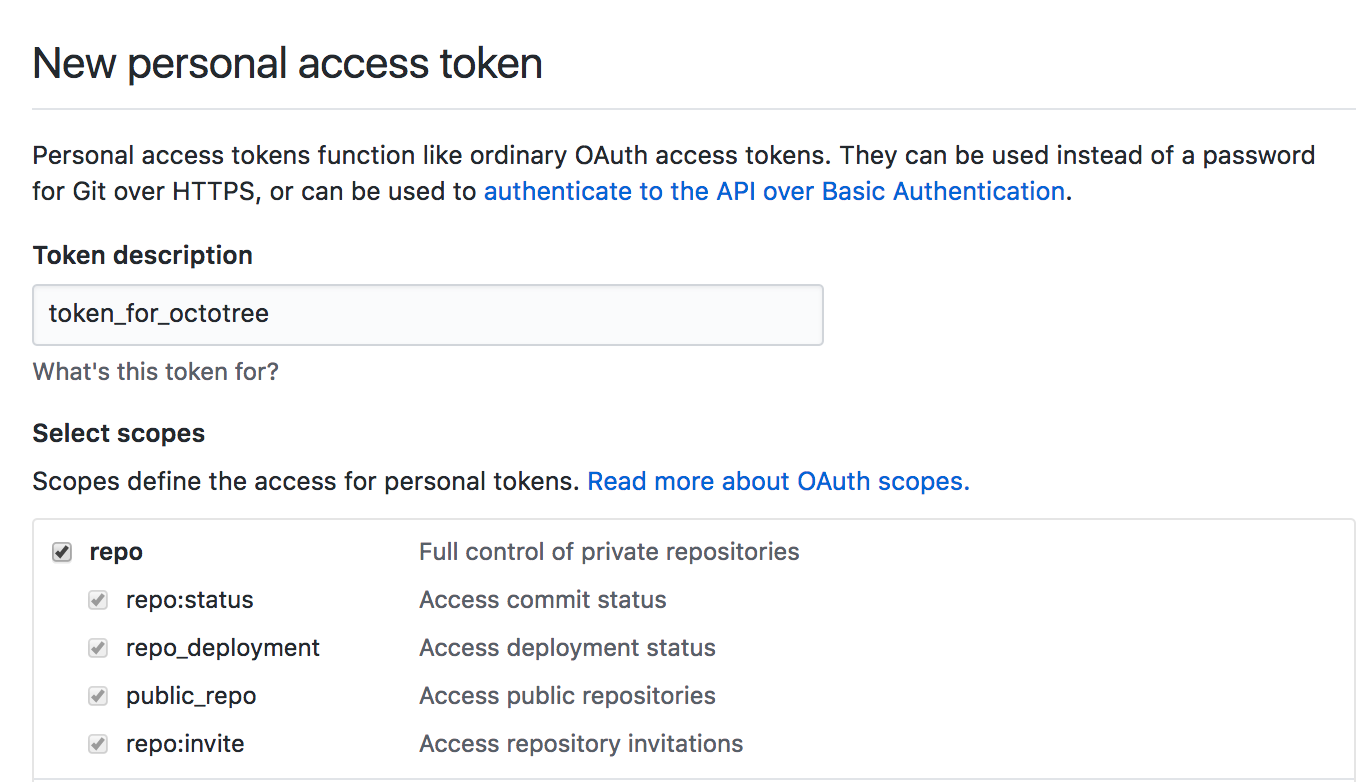 New personal access token
Personal access tokens function like ordinary OAuth access tokens. They can be used instead of a password
for Git over HTTPS, or can be used to authenticate to the API over Basic Authentication.
Token description
token_for_octotree
What's this token for?
Select scopes
Scopes define the access for personal tokens. Read more about OAuth scopes.
repo Full control of private repositories
repo:status Access commit status
repo_deployment Access deployment status
public_repo Access public repositories
repo:invite Access repository invitations